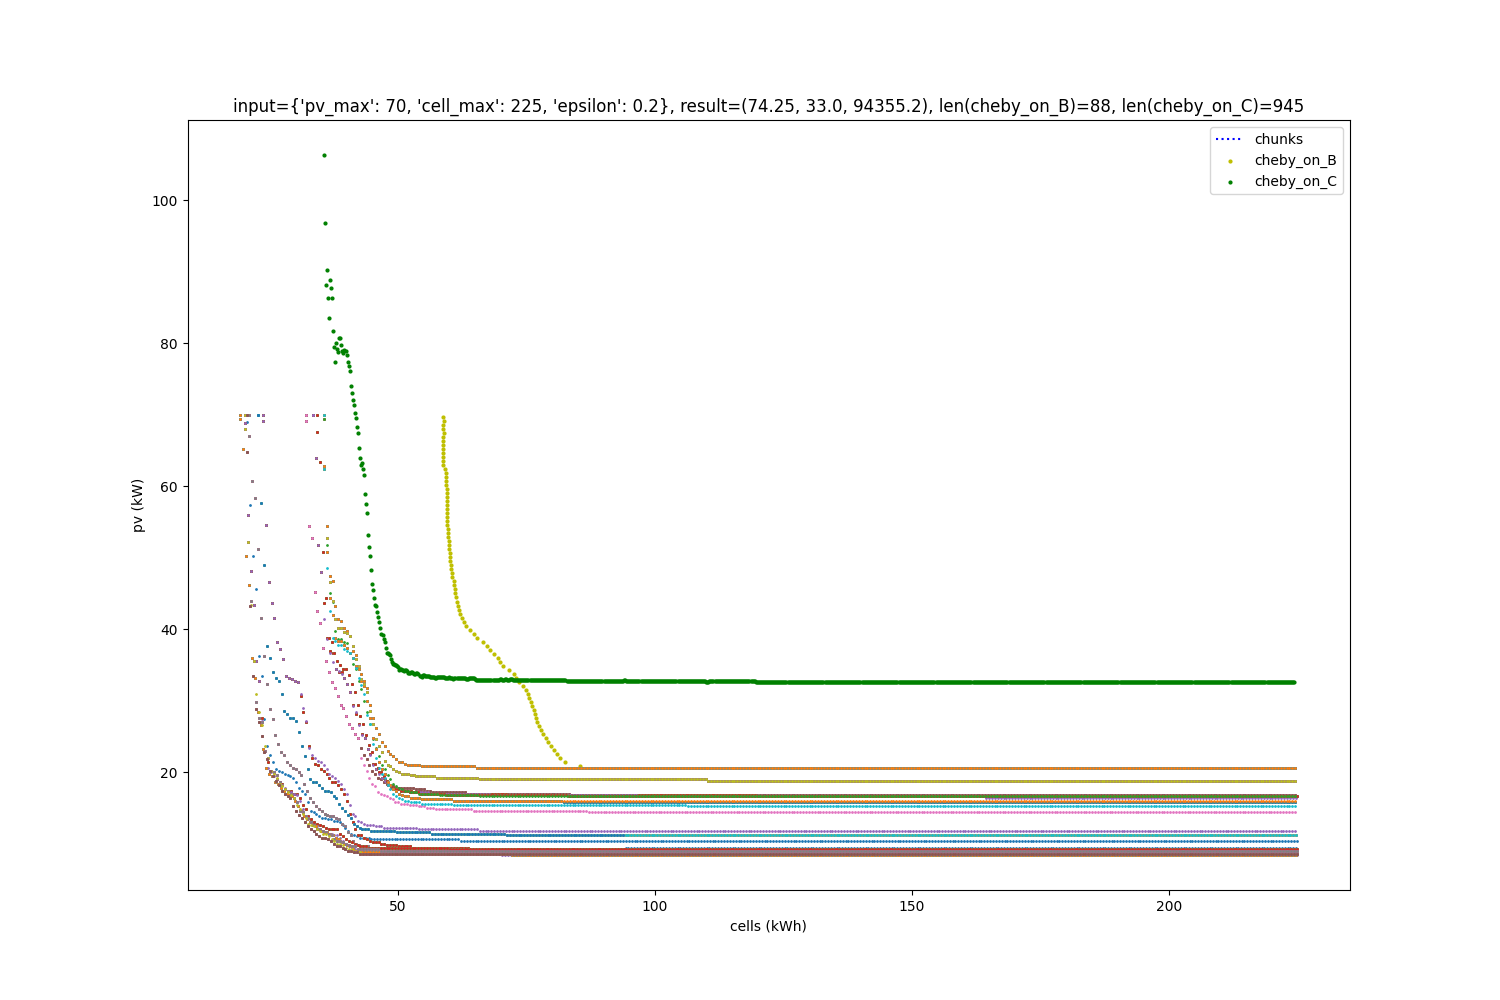 input={'pv_max': 70, 'cell_max': 225, 'epsilon': 0.2}, result=(74.25, 33.0, 94355.2), len(cheby_on_B)=88, len(cheby_on_C)=945
chunks
cheby_on_B
cheby_on_C
100
80
60
40
20
pv (kW)
50
100
150
200
cells (kWh)